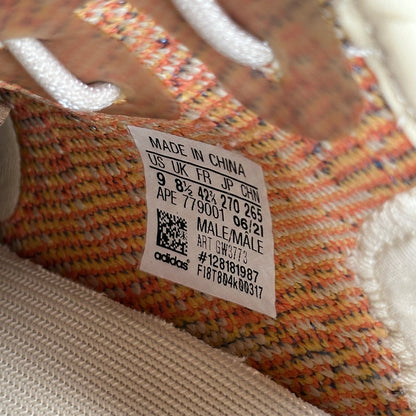 MADE IN CHINA
US UK FR JP CHN
9 8½ 42⅔ 270 265
APE 779001 06/21
MALE/MALE
ART GW3773
#128181987
F18T804k00317
adidas